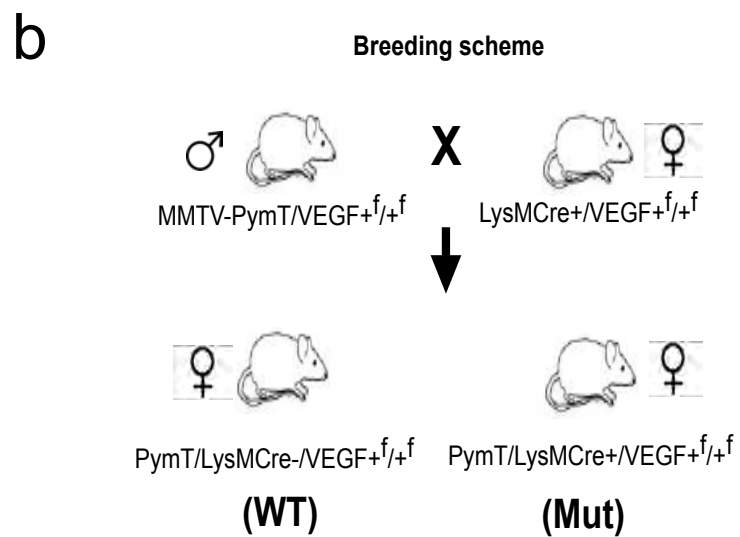 b
Breeding scheme
♂ X ♀
MMTV-PymT/VEGF+f/+f LysMCre+/VEGF+f/+f
♀ ♀
PymT/LysMCre-/VEGF+f/+f PymT/LysMCre+/VEGF+f/+f
(WT) (Mut)